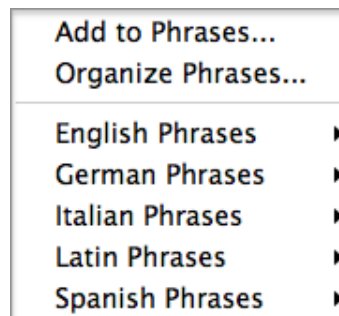 Add to Phrases...
Organize Phrases...
English Phrases
German Phrases
Italian Phrases
Latin Phrases
Spanish Phrases